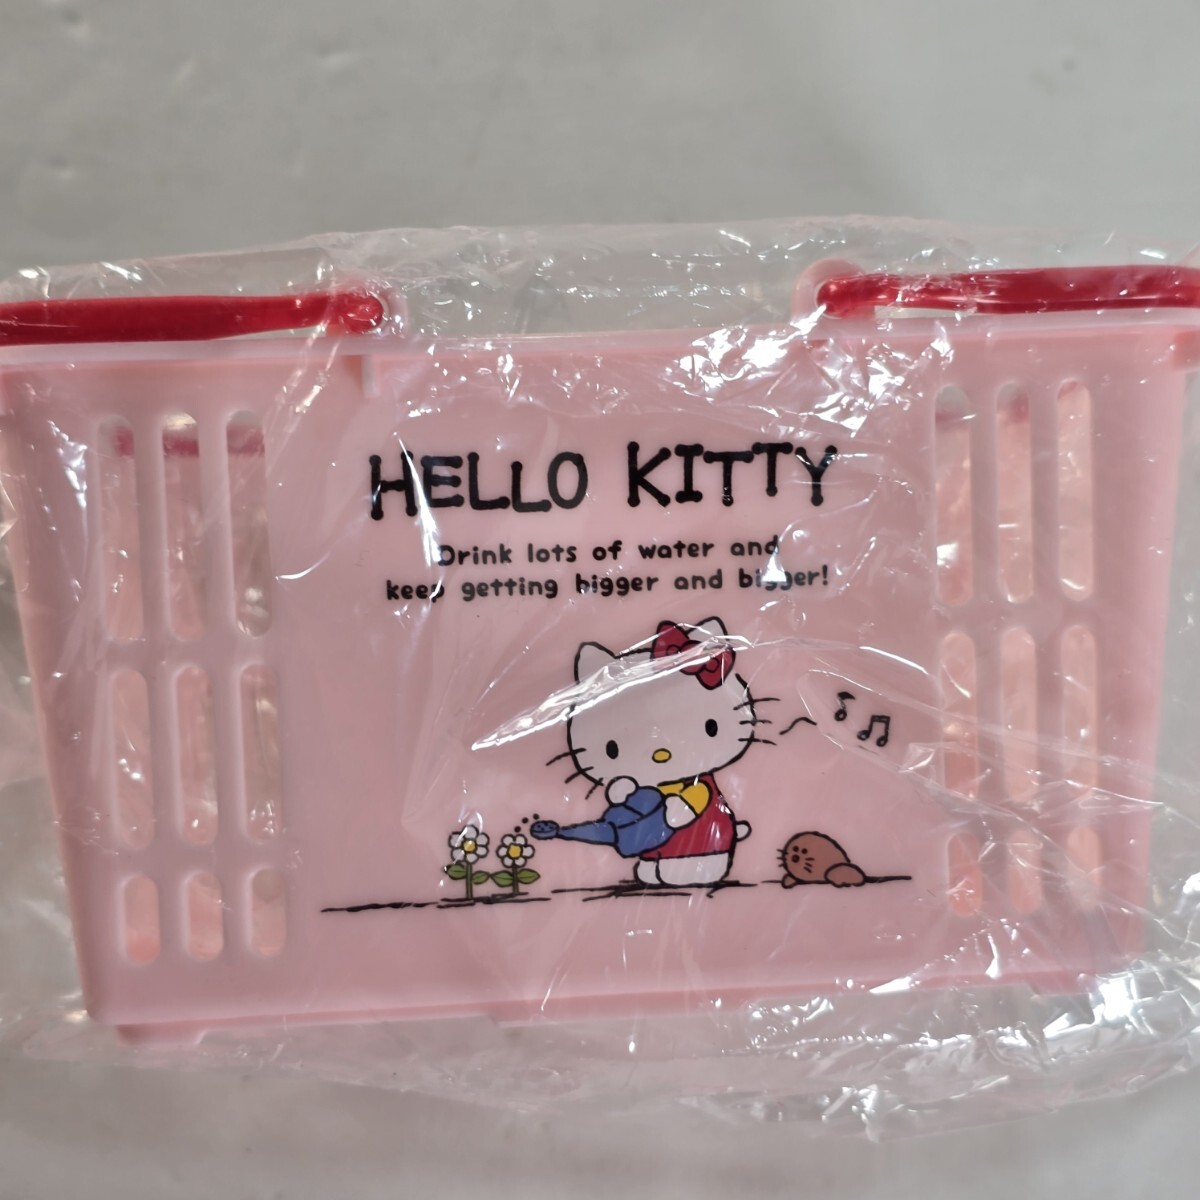 HELLO KITTY
Drink lots of water and
keep getting bigger and bigger!